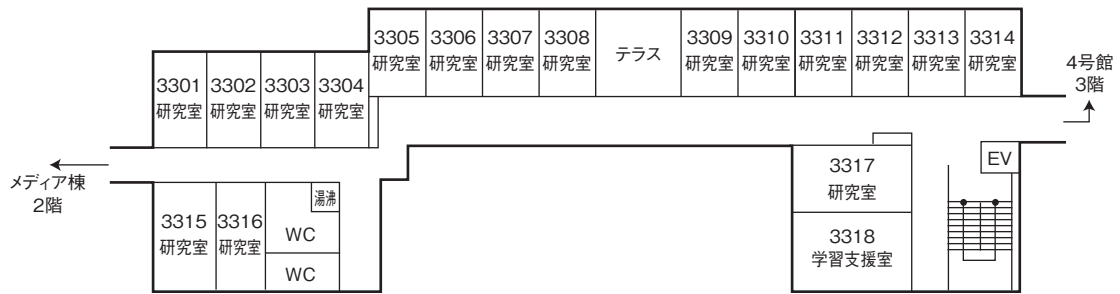 3305
研究室
3306
研究室
3307
研究室
3308
研究室
テラス
3309
研究室
3310
研究室
3311
研究室
3312
研究室
3313
研究室
3314
研究室
4号館
3階
3301
研究室
3302
研究室
3303
研究室
3304
研究室
メディア棟
2階
3315
研究室
3316
研究室
湯沸
WC
WC
3317
研究室
3318
学習支援室
EV